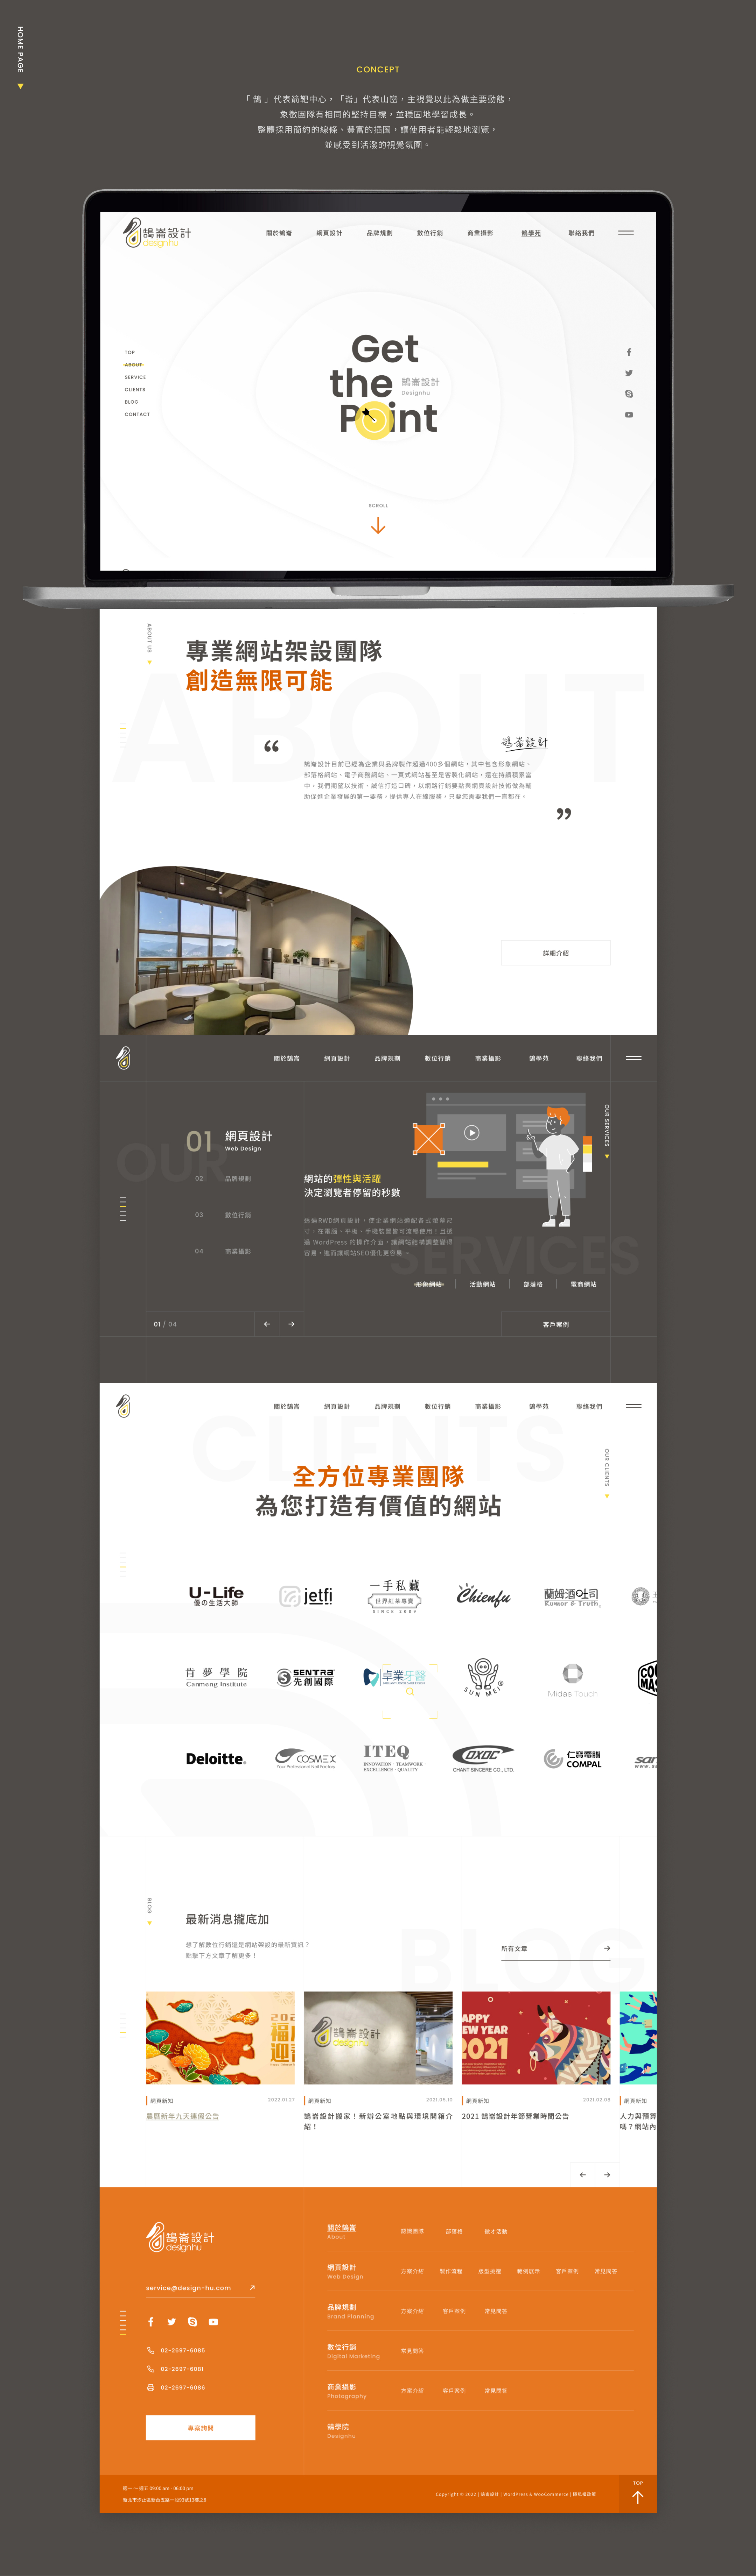 HOME PAGE
CONCEPT
「 鵠 」代表箭靶中心，「崙」代表山巒，主視覺以此為做主要動態，
象徵團隊有相同的堅持目標，並穩固地學習成長。
整體採用簡約的線條、豐富的插圖，讓使用者能輕鬆地瀏覽，
並感受到活潑的視覺氛圍。
鵠崙設計
designhu
關於鵠崙 網頁設計 品牌規劃 數位行銷 商業攝影 鵠學苑 聯絡我們
TOP
ABOUT
SERVICE
CLIENTS
BLOG
CONTACT
Get
the
鵠崙設計
Designhu
Point
SCROLL
ABOUT US
ABOUT
專業網站架設團隊
創造無限可能
“
鵠崙設計
鵠崙設計目前已經為企業與品牌製作超過400多個網站，其中包含形象網站、
部落格網站、電子商務網站、一頁式網站甚至是客製化網站，還在持續積累當
中，我們期望以技術、誠信打造口碑，以網路行銷要點與網頁設計技術做為輔
助促進企業發展的第一要務，提供專人在線服務，只要您需要我們一直都在。
”
詳細介紹
關於鵠崙 網頁設計 品牌規劃 數位行銷 商業攝影 鵠學苑 聯絡我們
OUR SERVICES
OUR
SERVICES
01 網頁設計
Web Design
02 品牌規劃
03 數位行銷
04 商業攝影
網站的彈性與活躍
決定瀏覽者停留的秒數
透過RWD網頁設計，使企業網站適配各式螢幕尺
寸，在電腦、平板、手機裝置皆可流暢使用！且透
過 WordPress 的操作介面，讓網站組構調整變得
容易，進而讓網站SEO優化更容易 。
形象網站 活動網站 部落格 電商網站
01 / 04
客戶案例
關於鵠崙 網頁設計 品牌規劃 數位行銷 商業攝影 鵠學苑 聯絡我們
CLIENTS
OUR CLIENTS
全方位專業團隊
為您打造有價值的網站
U-Life
優の生活大師
jetfi
一手私藏
世界紅茶專賣
SINCE 2009
Chienfu
蘭姆酒吐司
Rumor & Truth
肯夢學院
Canmeng Institute
SENTRA
先創國際
卓業牙醫
SUN MEI
Midas Touch
Deloitte.
COSMEX
Four Professional Nail Factory
ITEQ
INNOVATION · TEAMWORK ·
EXCELLENCE · QUALITY
OXOC
CHANT SINCERE CO., LTD.
仁寶電腦
COMPAL
BLOG
BLOG
最新消息攏底加
想了解數位行銷還是網站架設的最新資訊？
點擊下方文章了解更多！
所有文章
福
迎
鵠崙設計
designhu
HAPPY
NEW YEAR
2021
網頁新知 2022.01.27
農曆新年九天連假公告
網頁新知 2021.05.10
鵠崙設計搬家！新辦公室地點與環境開箱介
紹！
網頁新知 2021.02.08
2021 鵠崙設計年節營業時間公告
網頁新知
人力與預算
嗎？網站內
鵠崙設計
designhu
service@design-hu.com
02-2697-6085
02-2697-6091
02-2697-6086
專案詢問
關於鵠崙
About
認識團隊 部落格 徵才活動
網頁設計
Web Design
方案介紹 製作流程 版型挑選 範例展示 客戶案例 常見問答
品牌規劃
Brand Planning
方案介紹 客戶案例 常見問答
數位行銷
Digital Marketing
常見問答
商業攝影
Photography
方案介紹 客戶案例 常見問答
鵠學院
Designhu
週一 ～ 週五 09:00 am - 06:00 pm
新北市汐止區新台五路一段93號13樓之6
Copyright © 2022 | 鵠崙設計 | WordPress & WooCommerce | 隱私權政策
TOP